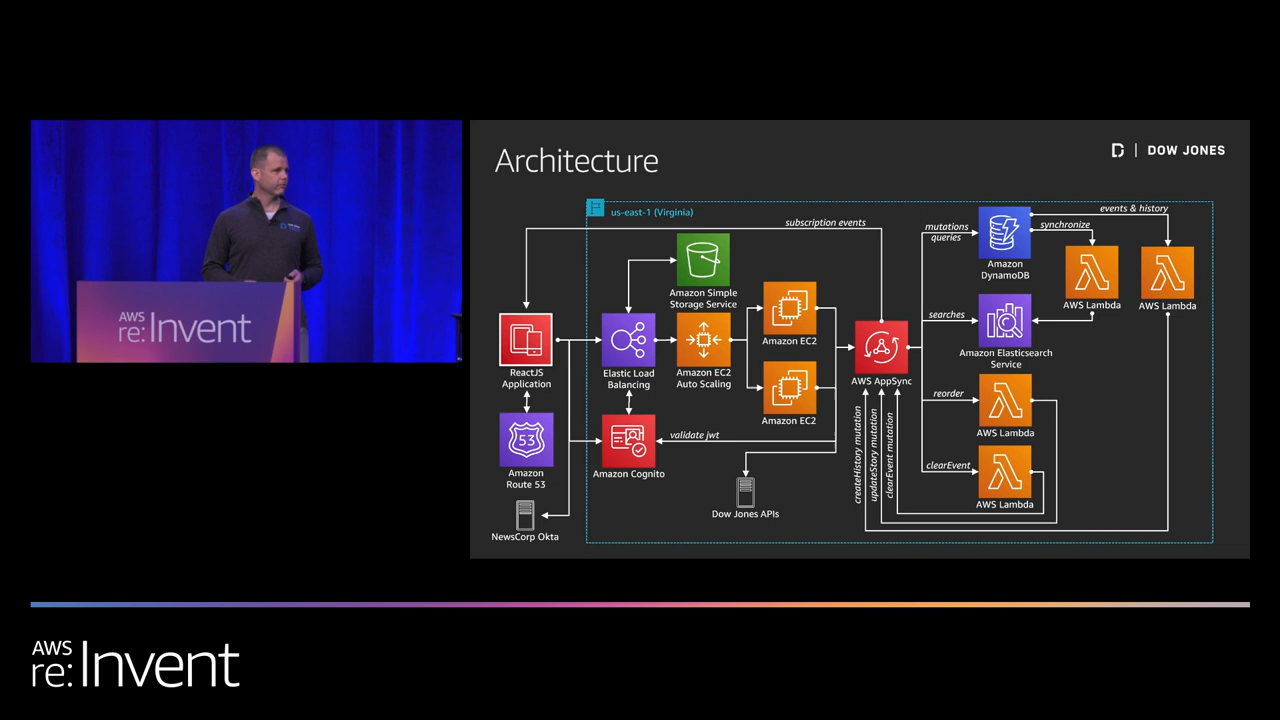 AWS
re:Invent
Architecture
DOW JONES
us-east-1 (Virginia)
subscription events
events & history
mutations
queries
synchronize
Amazon
DynamoDB
AWS Lambda
AWS Lambda
Amazon Simple
Storage Service
searches
Amazon Elasticsearch
Service
ReactJS
Application
Elastic Load
Balancing
Amazon EC2
Auto Scaling
Amazon EC2
Amazon EC2
AWS AppSync
reorder
AWS Lambda
53
Amazon
Route 53
Amazon Cognito
validate jwt
clearEvent
AWS Lambda
createHistory mutation
updateStory mutation
clearEvent mutation
Dow Jones APIs
NewsCorp Okta
AWS
re:Invent